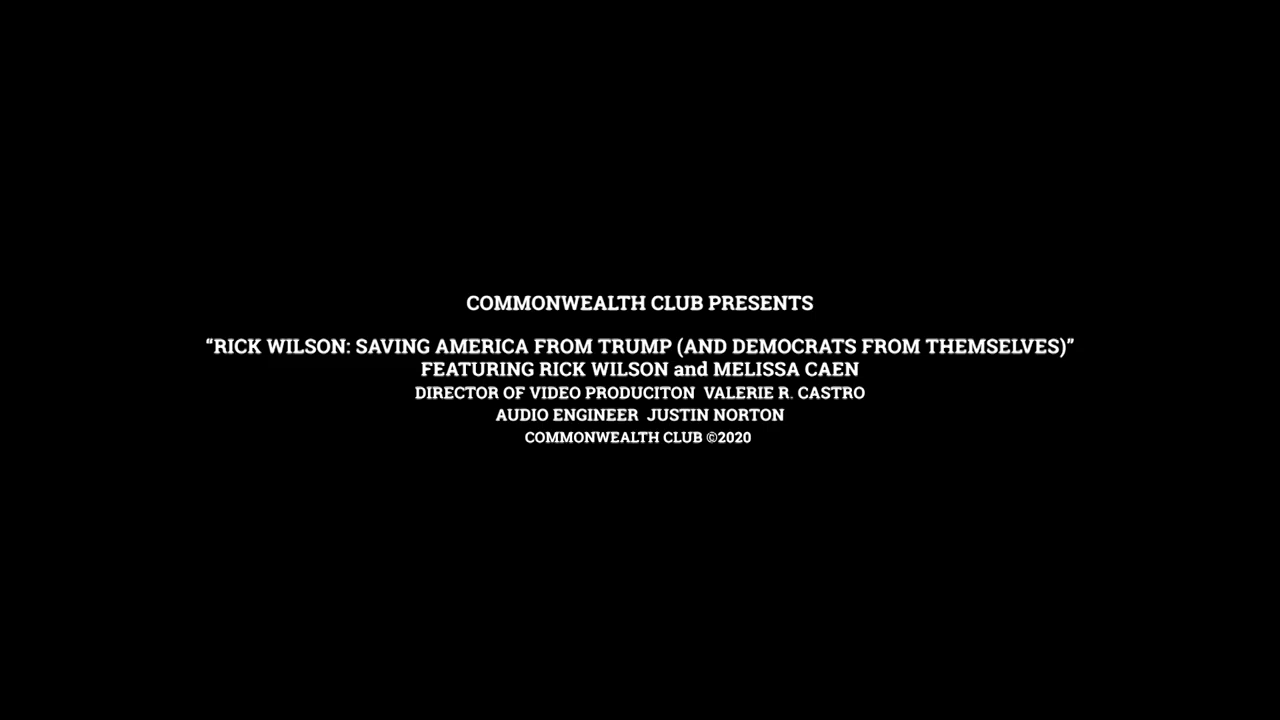 COMMONWEALTH CLUB PRESENTS
“RICK WILSON: SAVING AMERICA FROM TRUMP (AND DEMOCRATS FROM THEMSELVES)”
FEATURING RICK WILSON and MELISSA CAEN
DIRECTOR OF VIDEO PRODUCITON VALERIE R. CASTRO
AUDIO ENGINEER JUSTIN NORTON
COMMONWEALTH CLUB ©2020